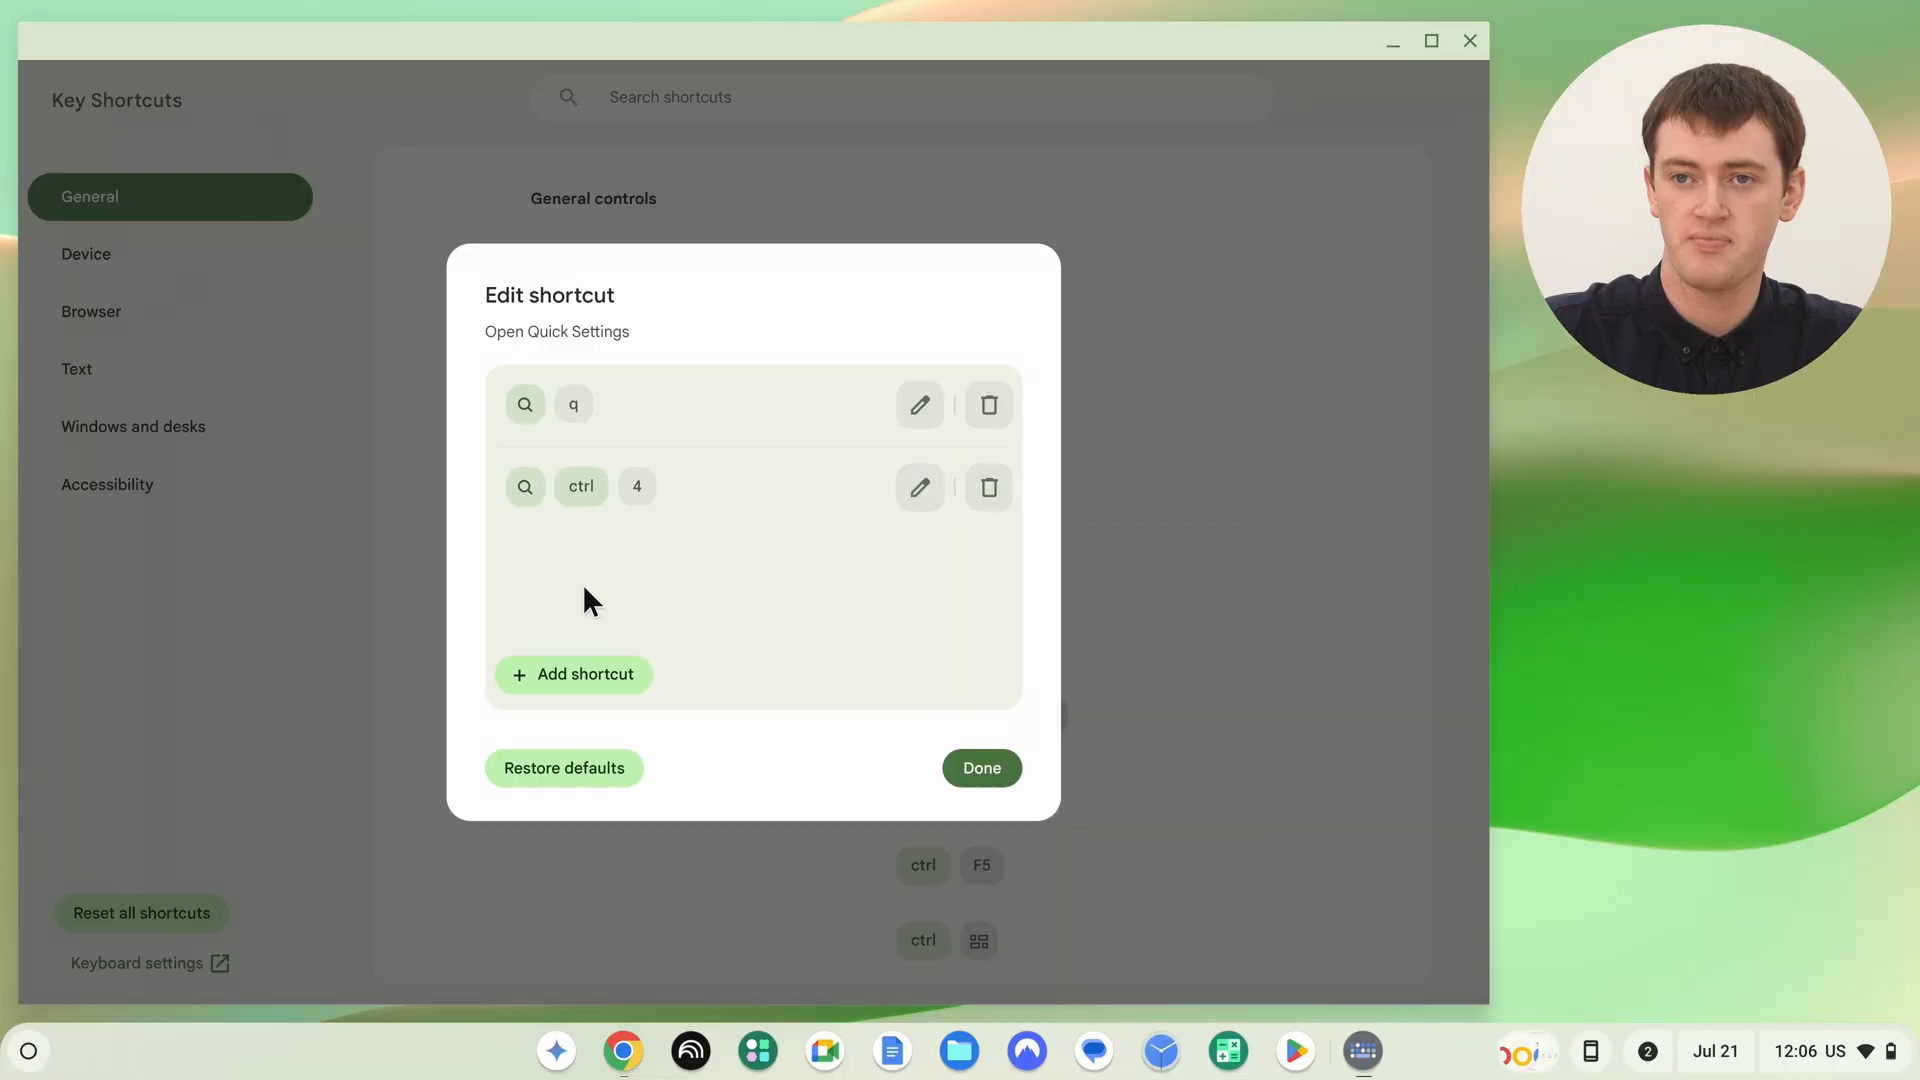 Key Shortcuts
Search shortcuts
General
Device
Browser
Text
Windows and desks
Accessibility
General controls
Edit shortcut
Open Quick Settings
q
ctrl 4
+ Add shortcut
Restore defaults
Done
ctrl F5
ctrl
Reset all shortcuts
Keyboard settings
2
Jul 21
12:06 US